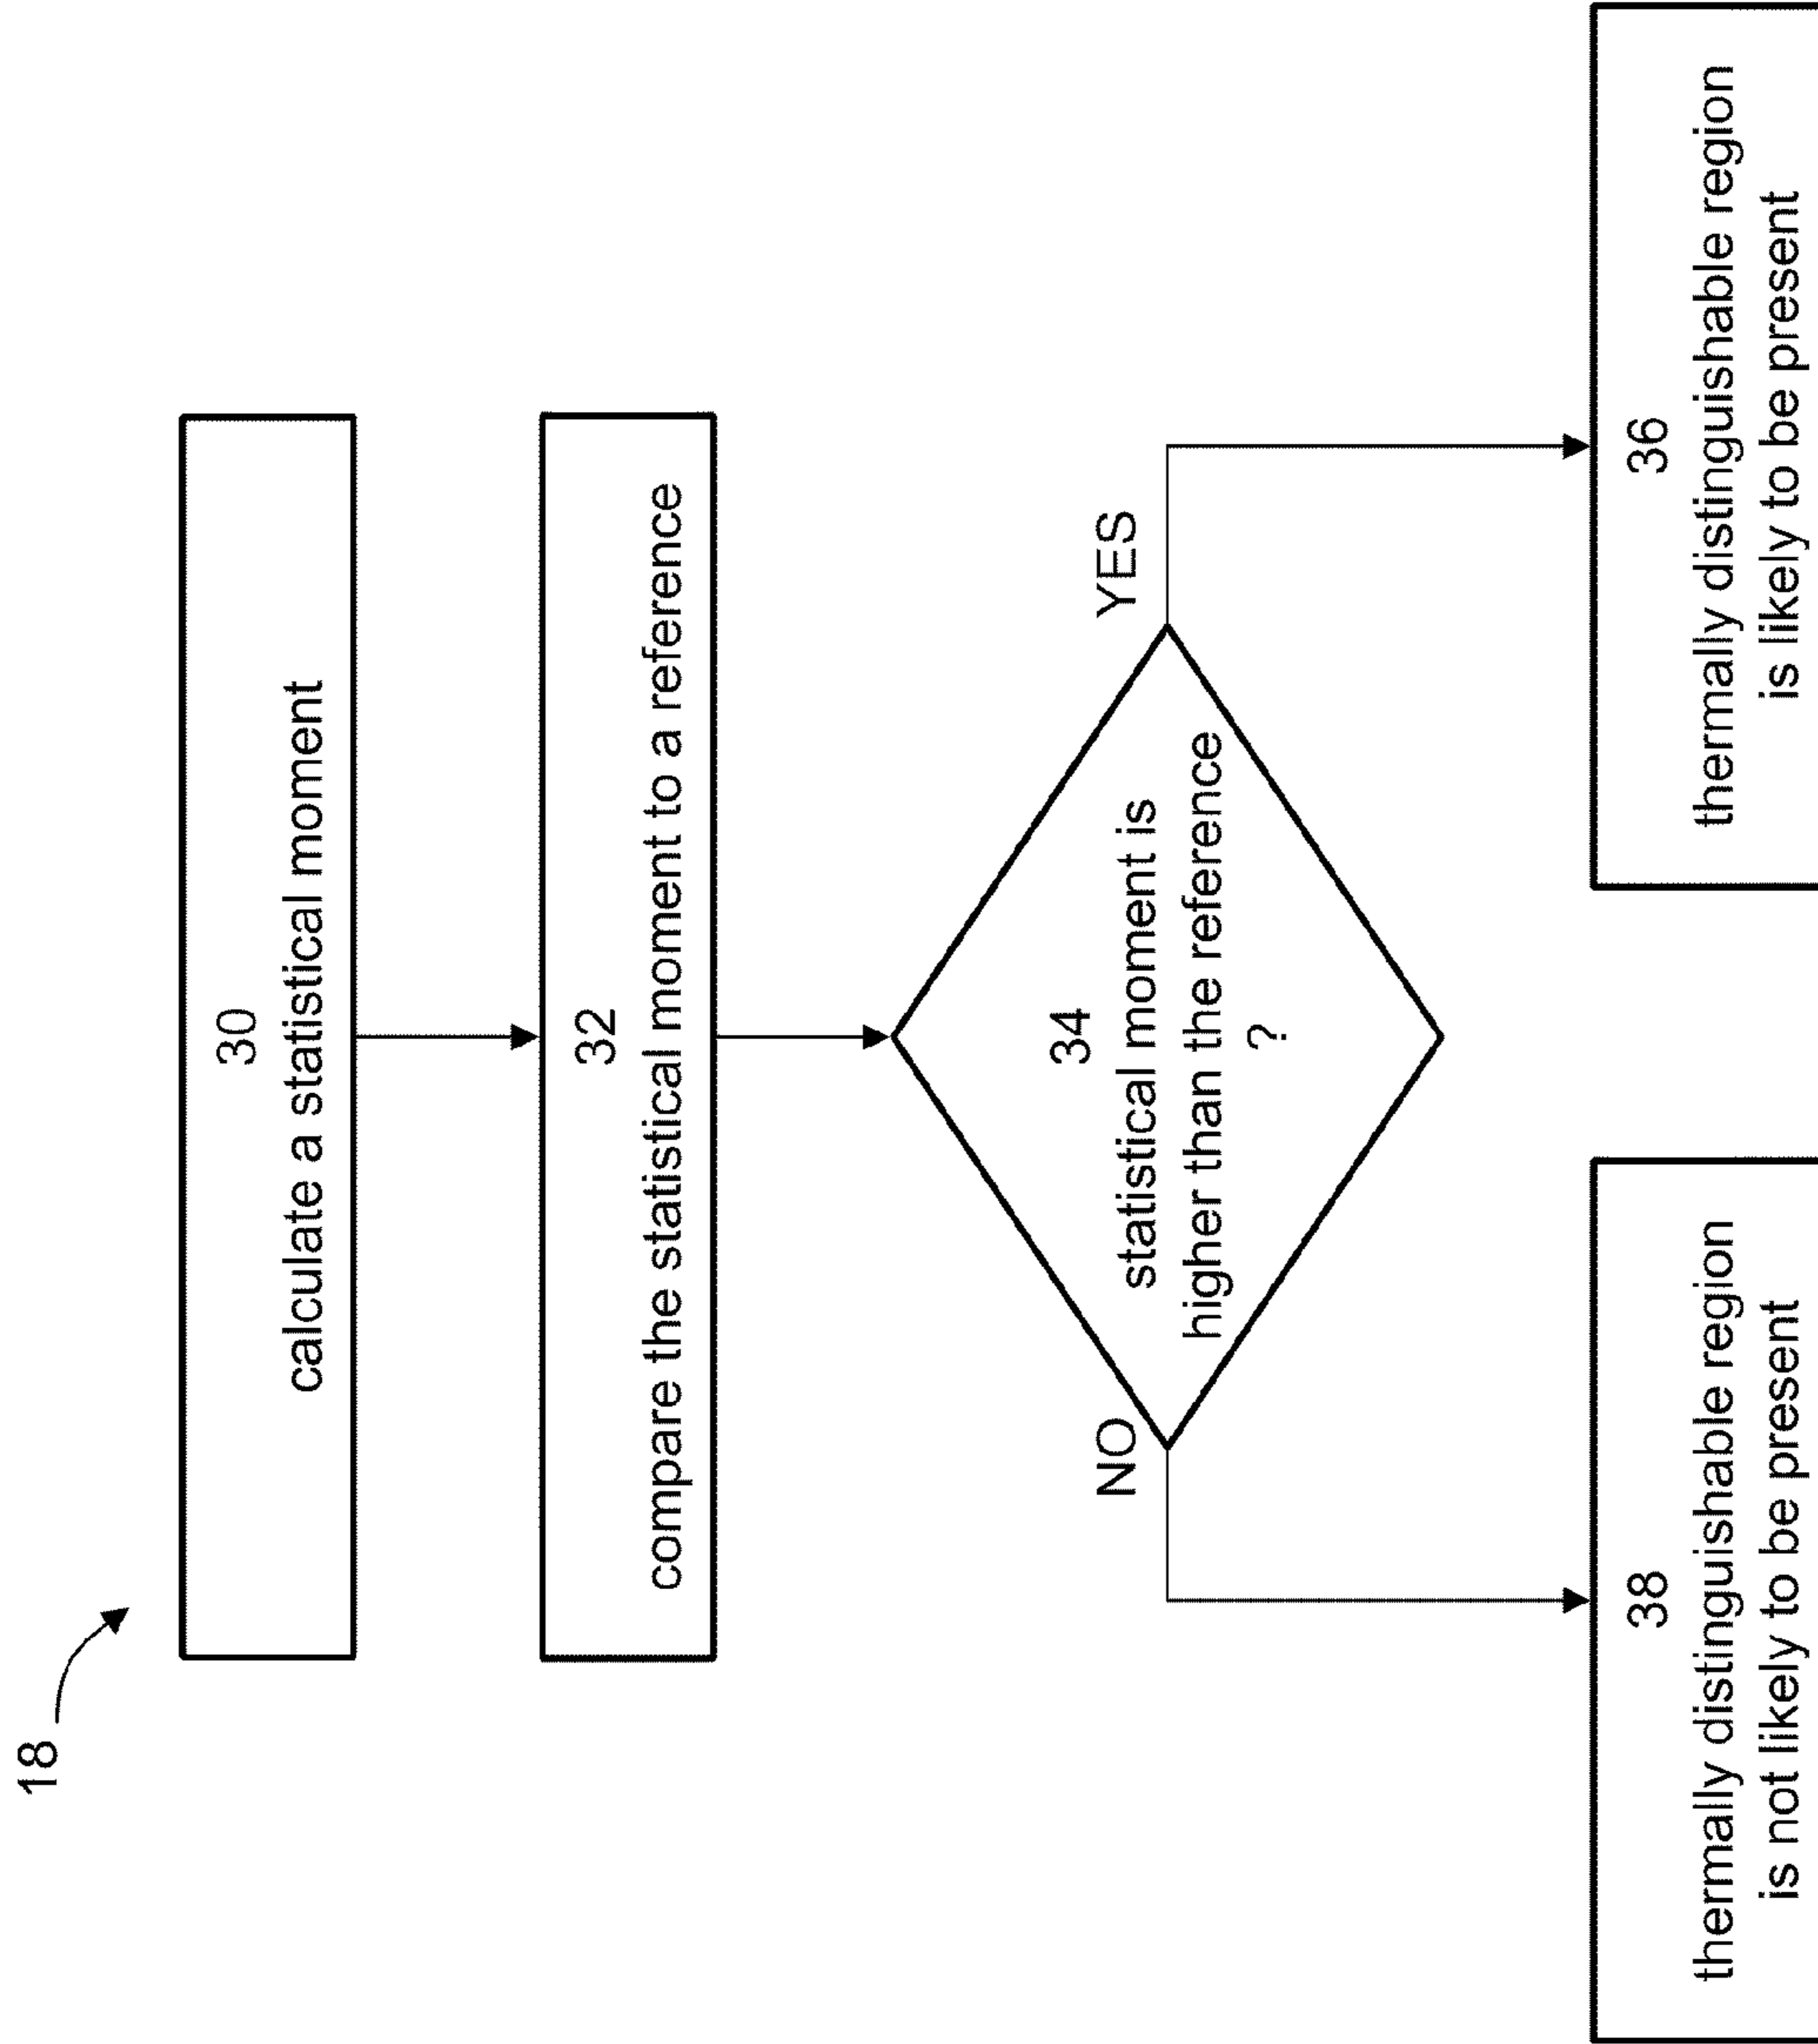 18
30
calculate a statistical moment
32
compare the statistical moment to a reference
34
statistical moment is
higher than the reference
?
NO
YES
38
thermally distinguishable region
is not likely to be present
36
thermally distinguishable region
is likely to be present